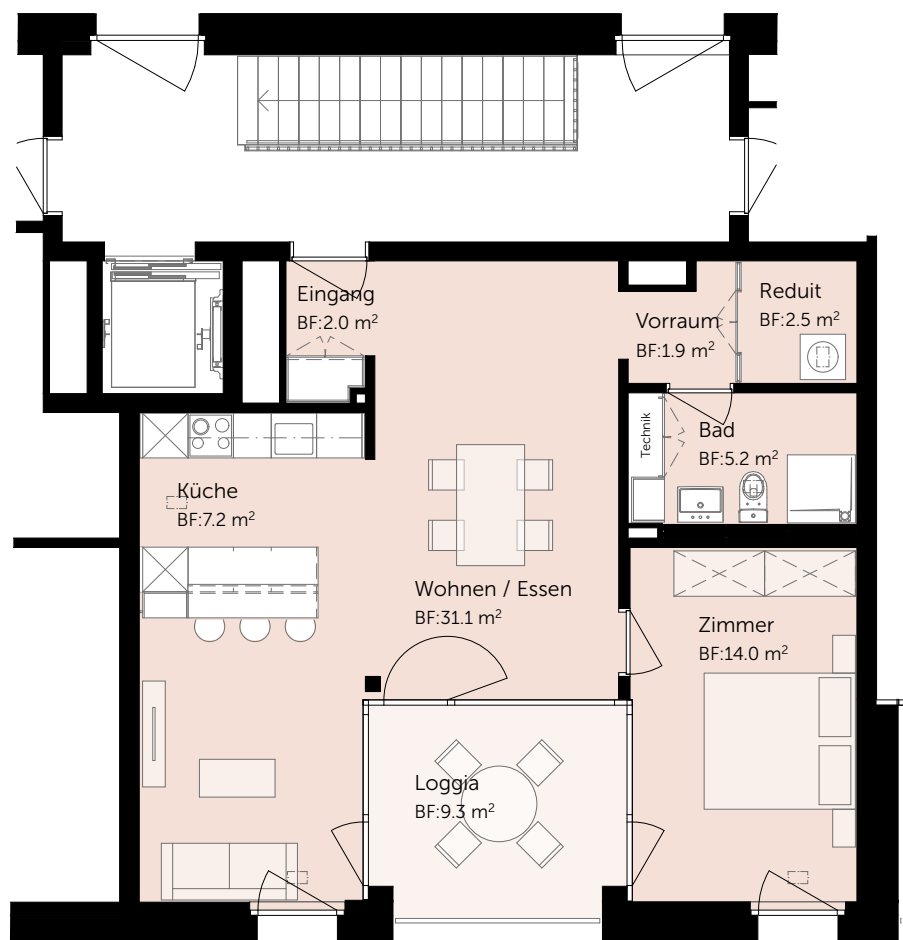 Eingang
BF:2.0 m²
Vorraum
BF:1.9 m²
Reduit
BF:2.5 m²
Technik
Bad
BF:5.2 m²
Küche
BF:7.2 m²
Wohnen / Essen
BF:31.1 m²
Zimmer
BF:14.0 m²
Loggia
BF:9.3 m²